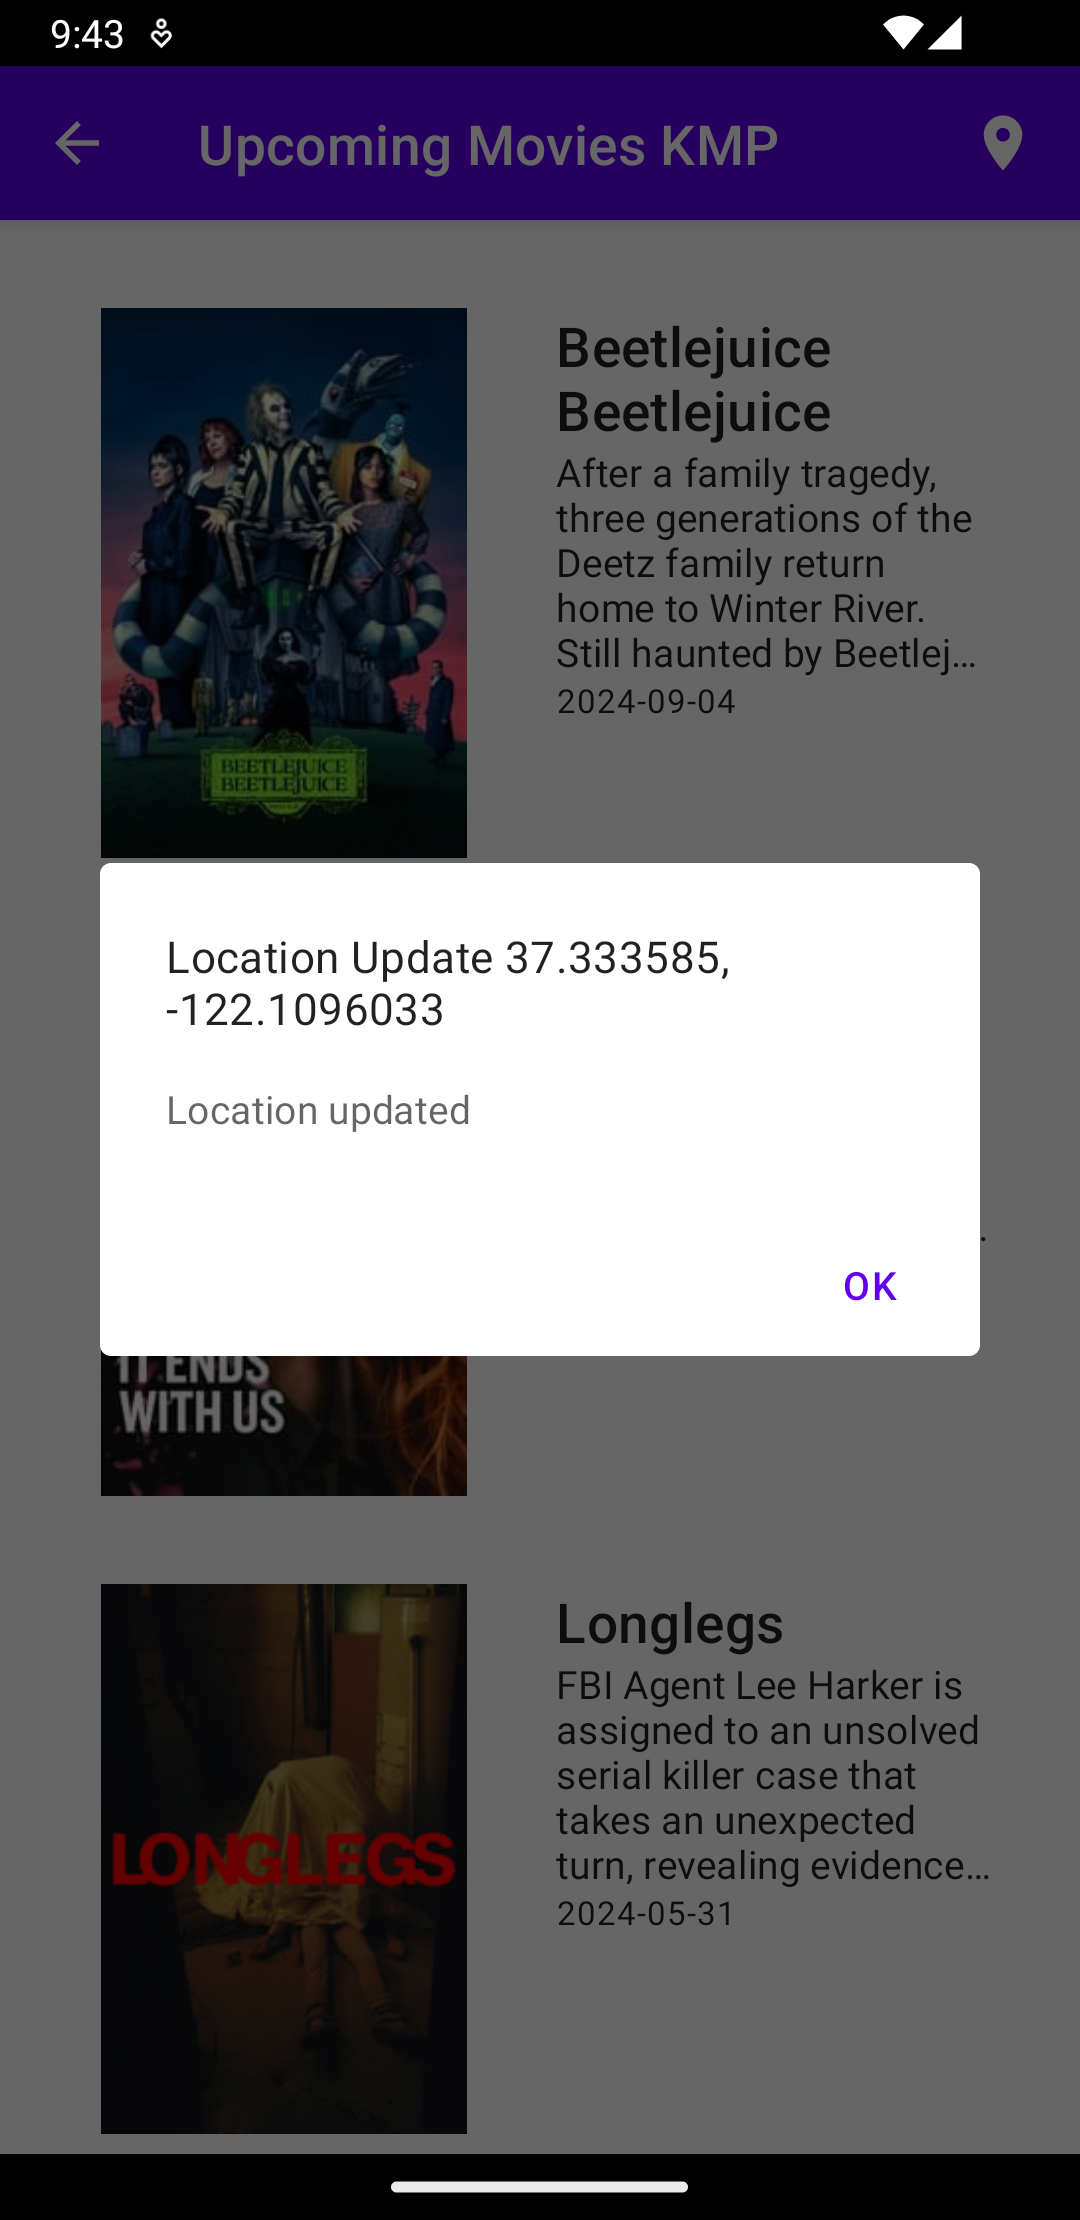 9:43
Upcoming Movies KMP
Beetlejuice
Beetlejuice
After a family tragedy,
three generations of the
Deetz family return
home to Winter River.
Still haunted by Beetlej…
2024-09-04
BEETLEJUICE
BEETLEJUICE
Location Update 37.333585,
-122.1096033
Location updated
.
OK
IT ENDS
WITH US
Longlegs
FBI Agent Lee Harker is
assigned to an unsolved
serial killer case that
takes an unexpected
turn, revealing evidence…
2024-05-31
LONGLEGS